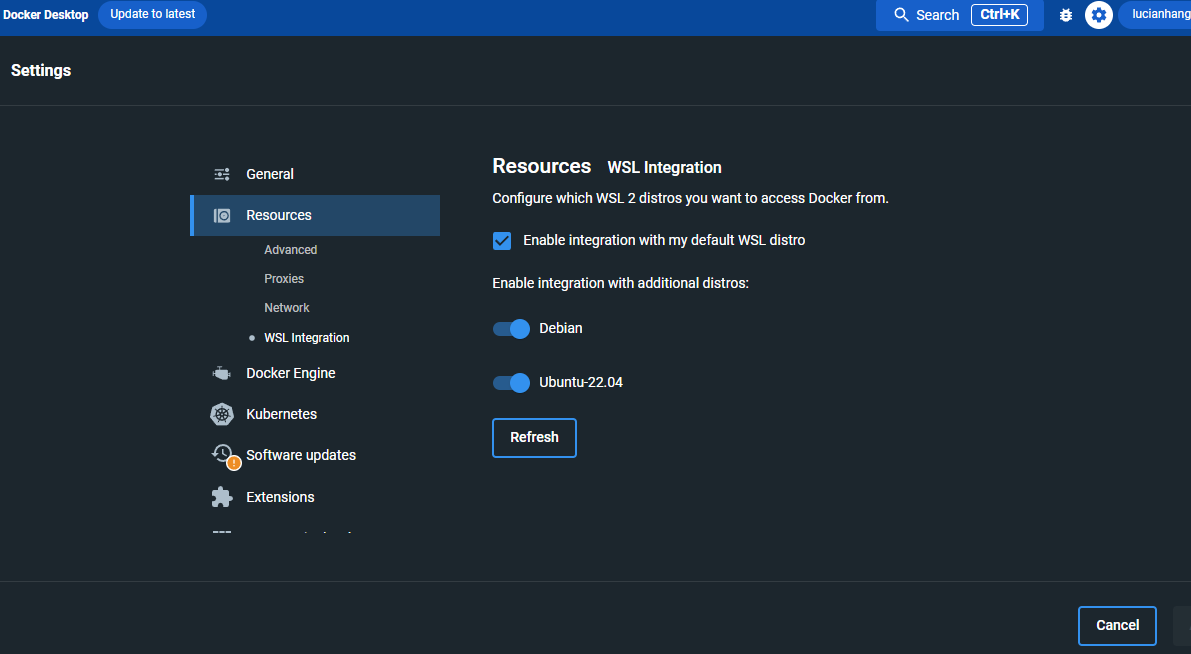 Docker Desktop Update to latest Search Ctrl+K lucianhang
Settings
General
Resources
Advanced
Proxies
Network
WSL Integration
Docker Engine
Kubernetes
Software updates
Extensions
Resources WSL Integration
Configure which WSL 2 distros you want to access Docker from.
Enable integration with my default WSL distro
Enable integration with additional distros:
Debian
Ubuntu-22.04
Refresh
Cancel